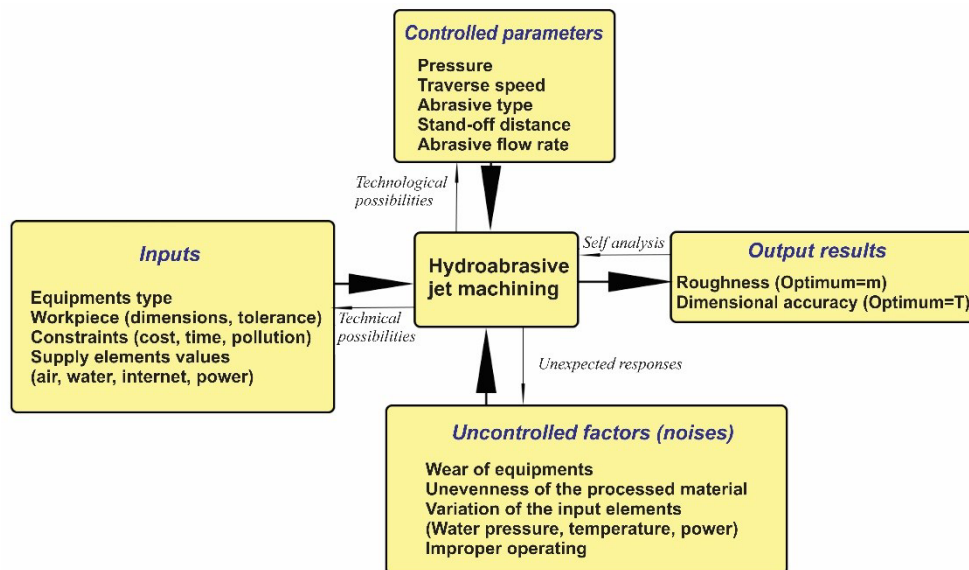 Controlled parameters
Pressure
Traverse speed
Abrasive type
Stand-off distance
Abrasive flow rate
Technological
possibilities
Inputs
Equipments type
Workpiece (dimensions, tolerance)
Constraints (cost, time, pollution)
Supply elements values
(air, water, internet, power)
Technical
possibilities
Hydroabrasive
jet machining
Self analysis
Output results
Roughness (Optimum=m)
Dimensional accuracy (Optimum=T)
Unexpected responses
Uncontrolled factors (noises)
Wear of equipments
Unevenness of the processed material
Variation of the input elements
(Water pressure, temperature, power)
Improper operating